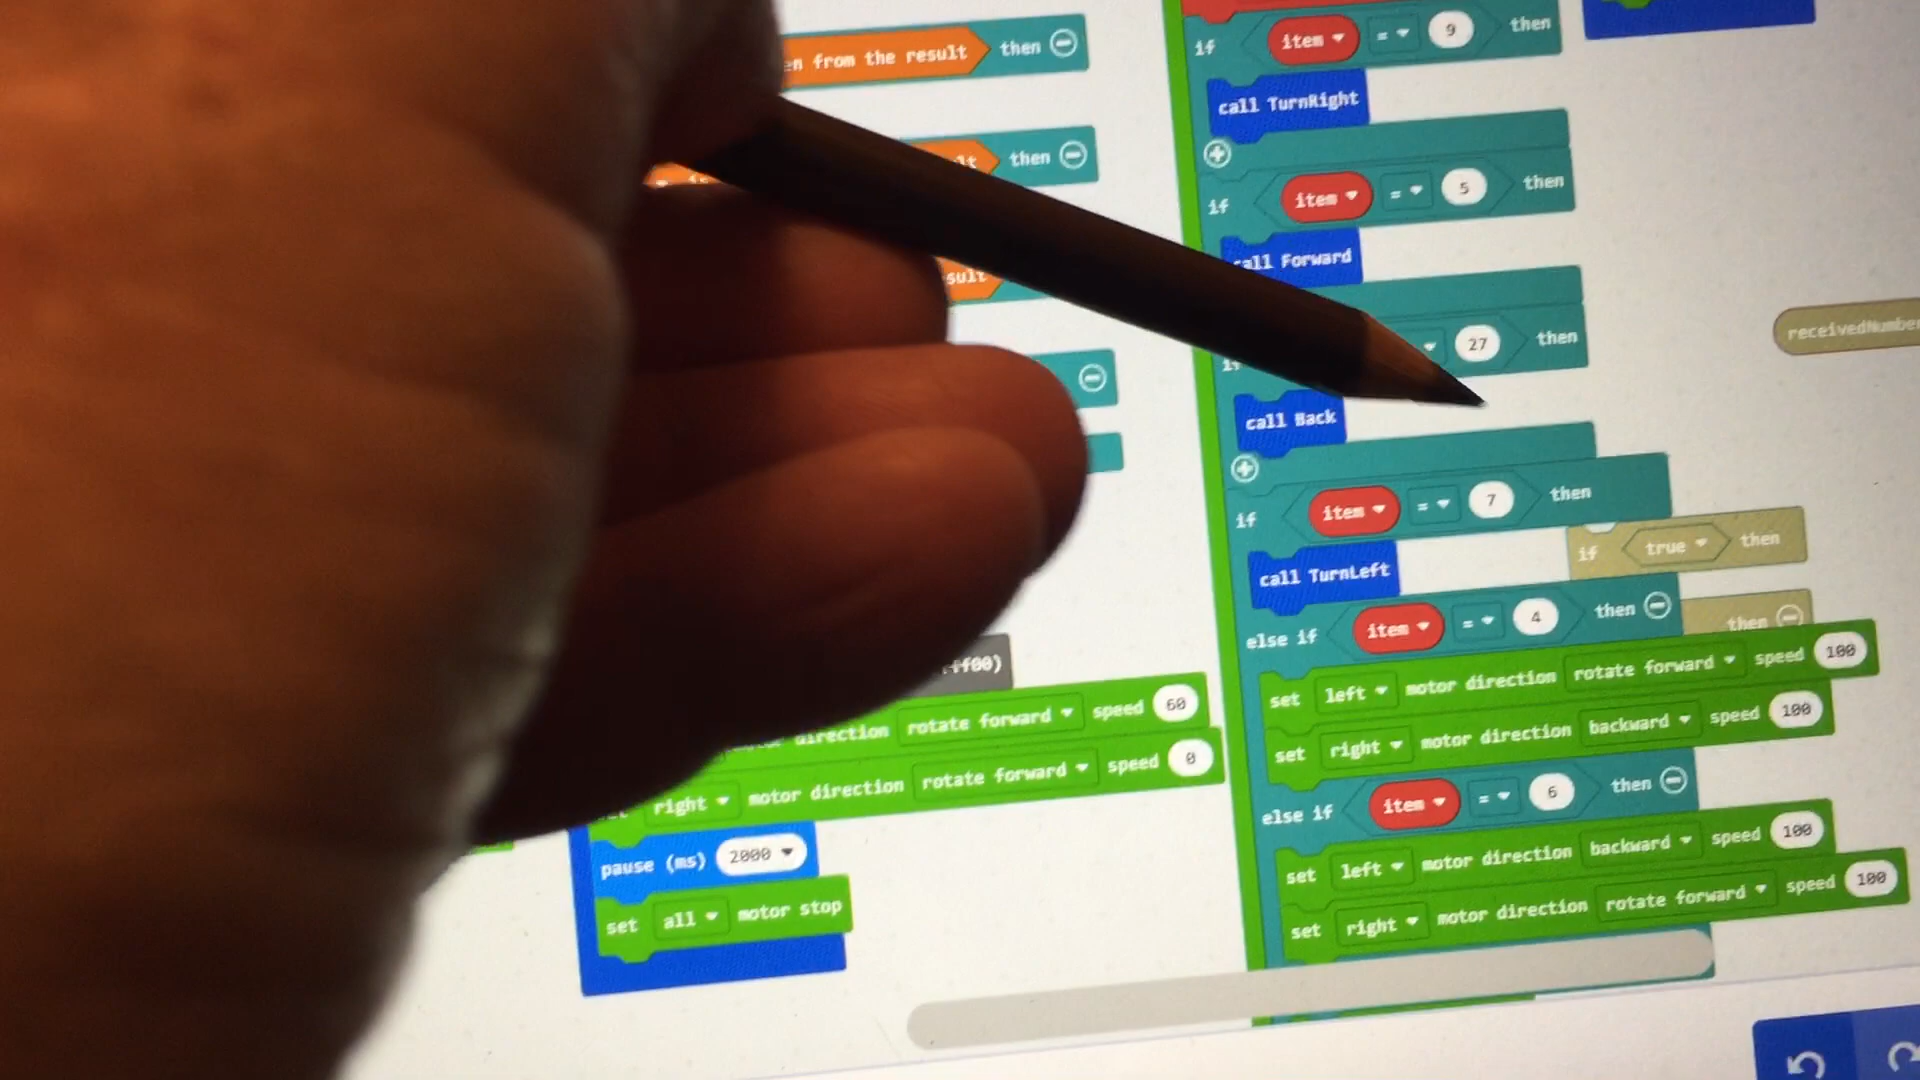 en from the result then
lt then
sult
ff00)
direction rotate forward speed 60
right motor direction rotate forward speed 0
pause (ms) 2000
set all motor stop
if item = 9 then
call TurnRight
if item = 5 then
call Forward
27 then
call Back
if item = 7 then
call TurnLeft
else if item = 4 then
set left motor direction rotate forward speed 100
set right motor direction backward speed 100
else if item = 6 then
set left motor direction backward speed 100
set right motor direction rotate forward speed 100
receivedNumber
if true then
then